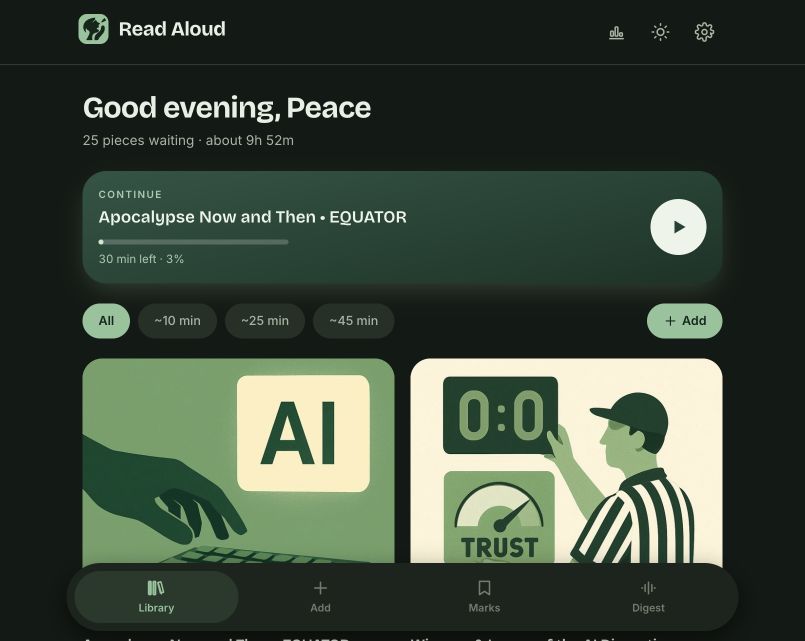 Read Aloud
Good evening, Peace
25 pieces waiting · about 9h 52m
CONTINUE
Apocalypse Now and Then • EQUATOR
30 min left · 3%
All
~10 min
~25 min
~45 min
+ Add
AI
0:0
TRUST
Library
Add
Marks
Digest